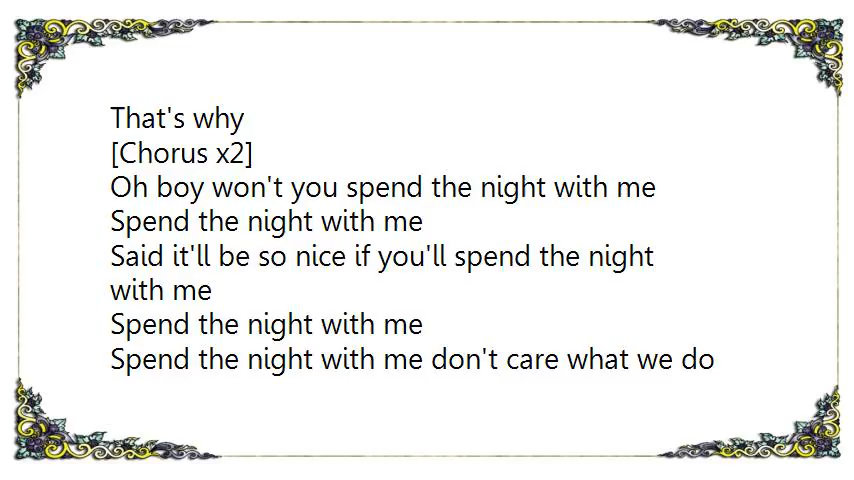 That's why
[Chorus x2]
Oh boy won't you spend the night with me
Spend the night with me
Said it'll be so nice if you'll spend the night
with me
Spend the night with me
Spend the night with me don't care what we do